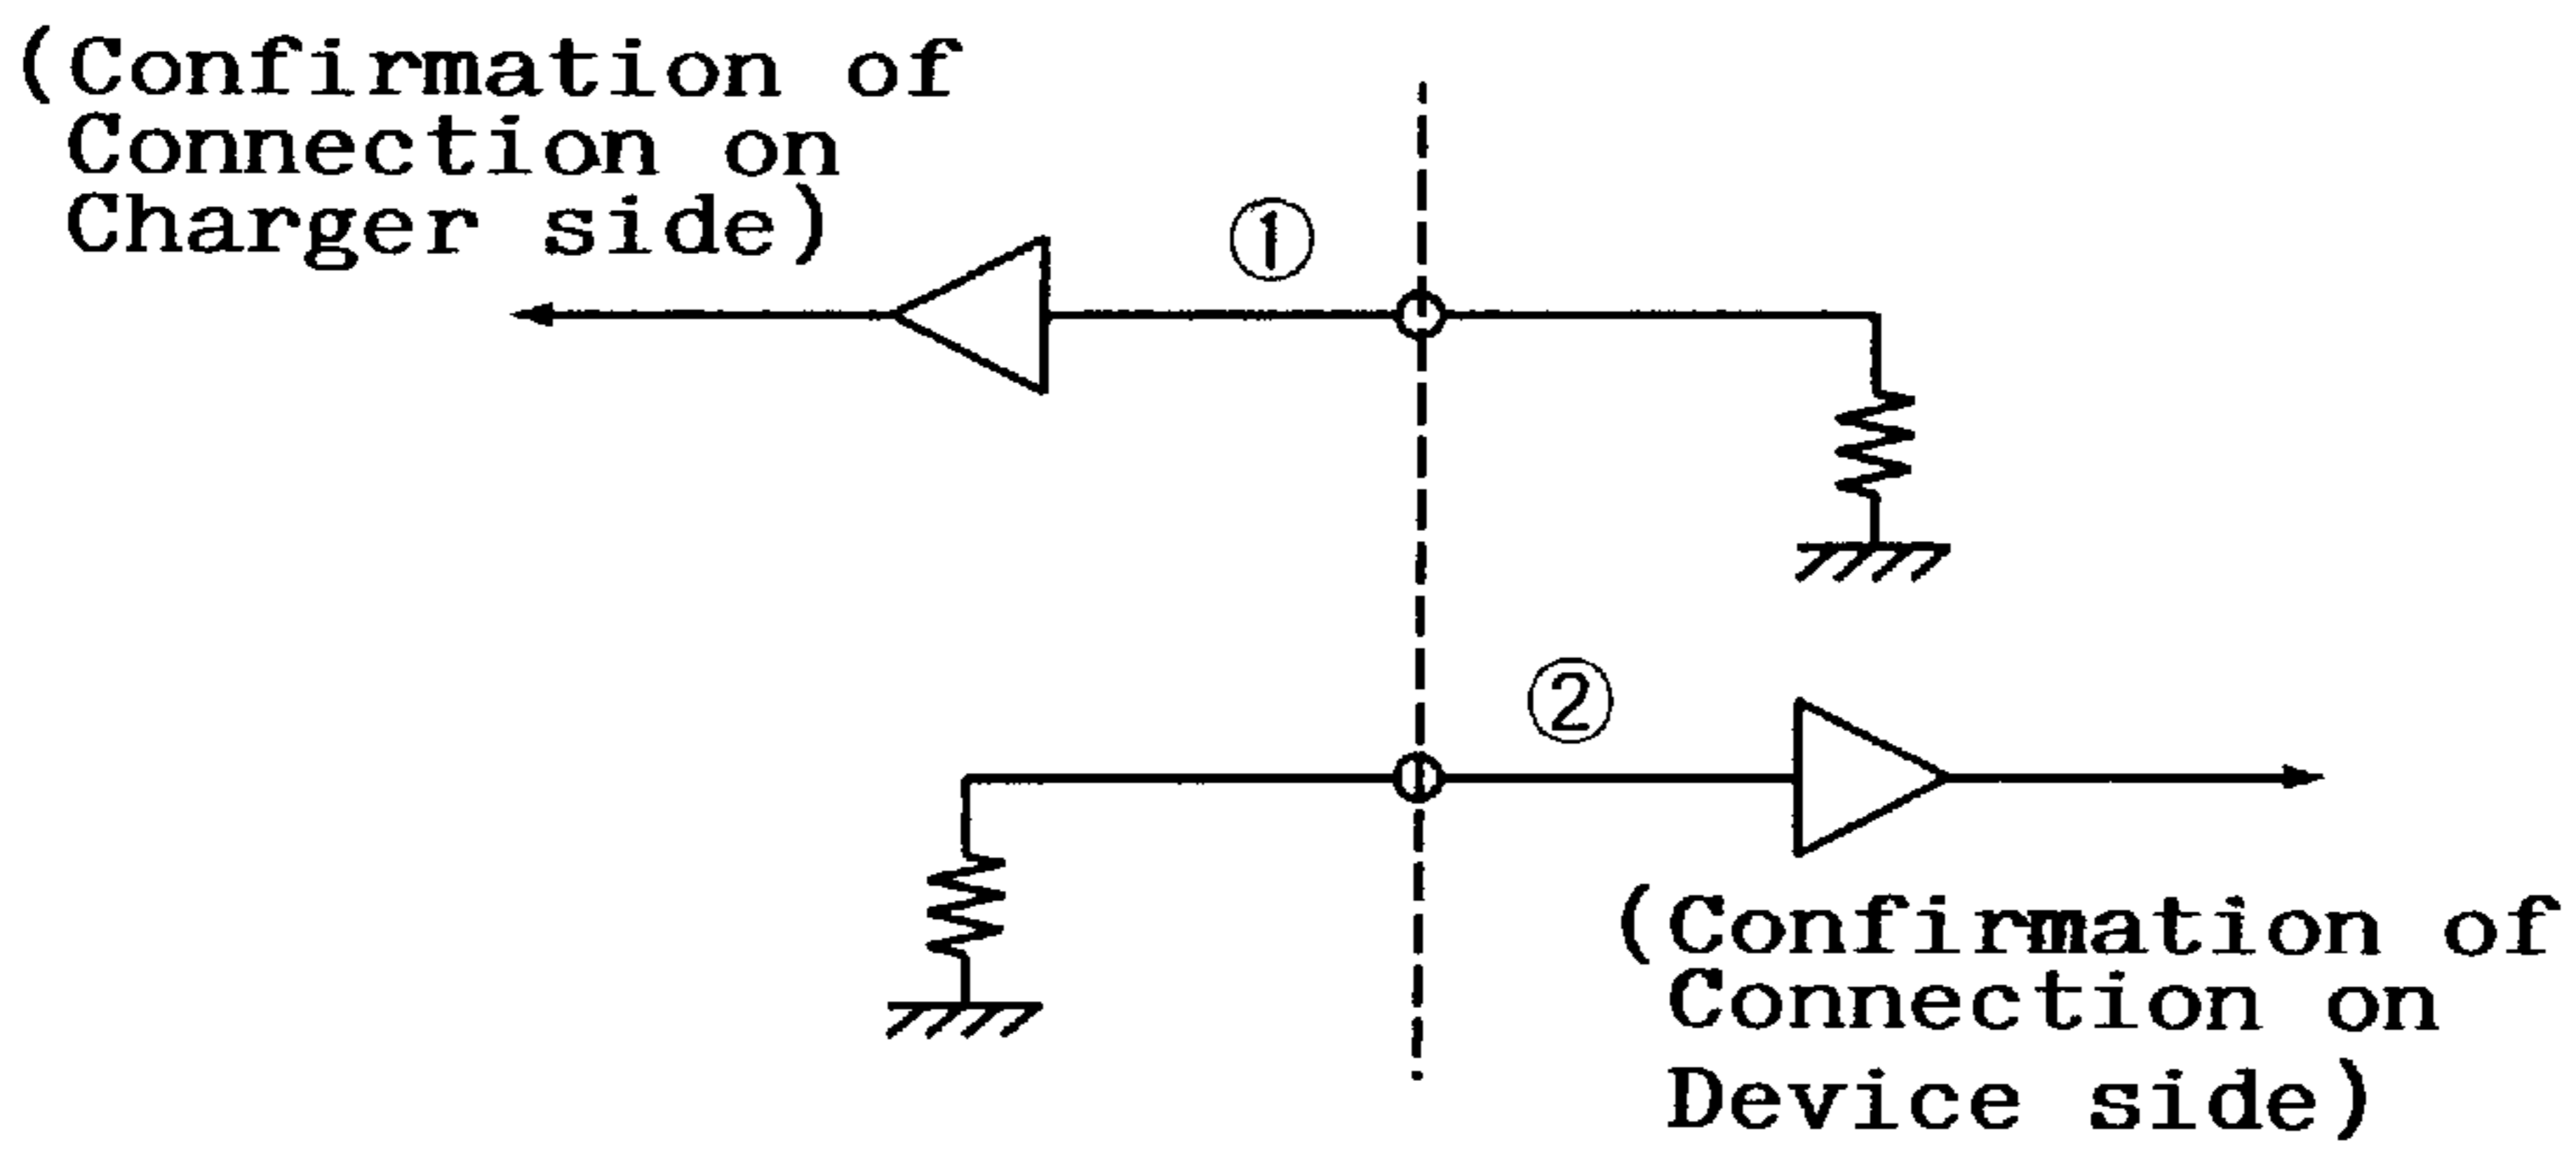 (Confirmation of
Connection on
Charger side)
①
②
(Confirmation of
Connection on
Device side)